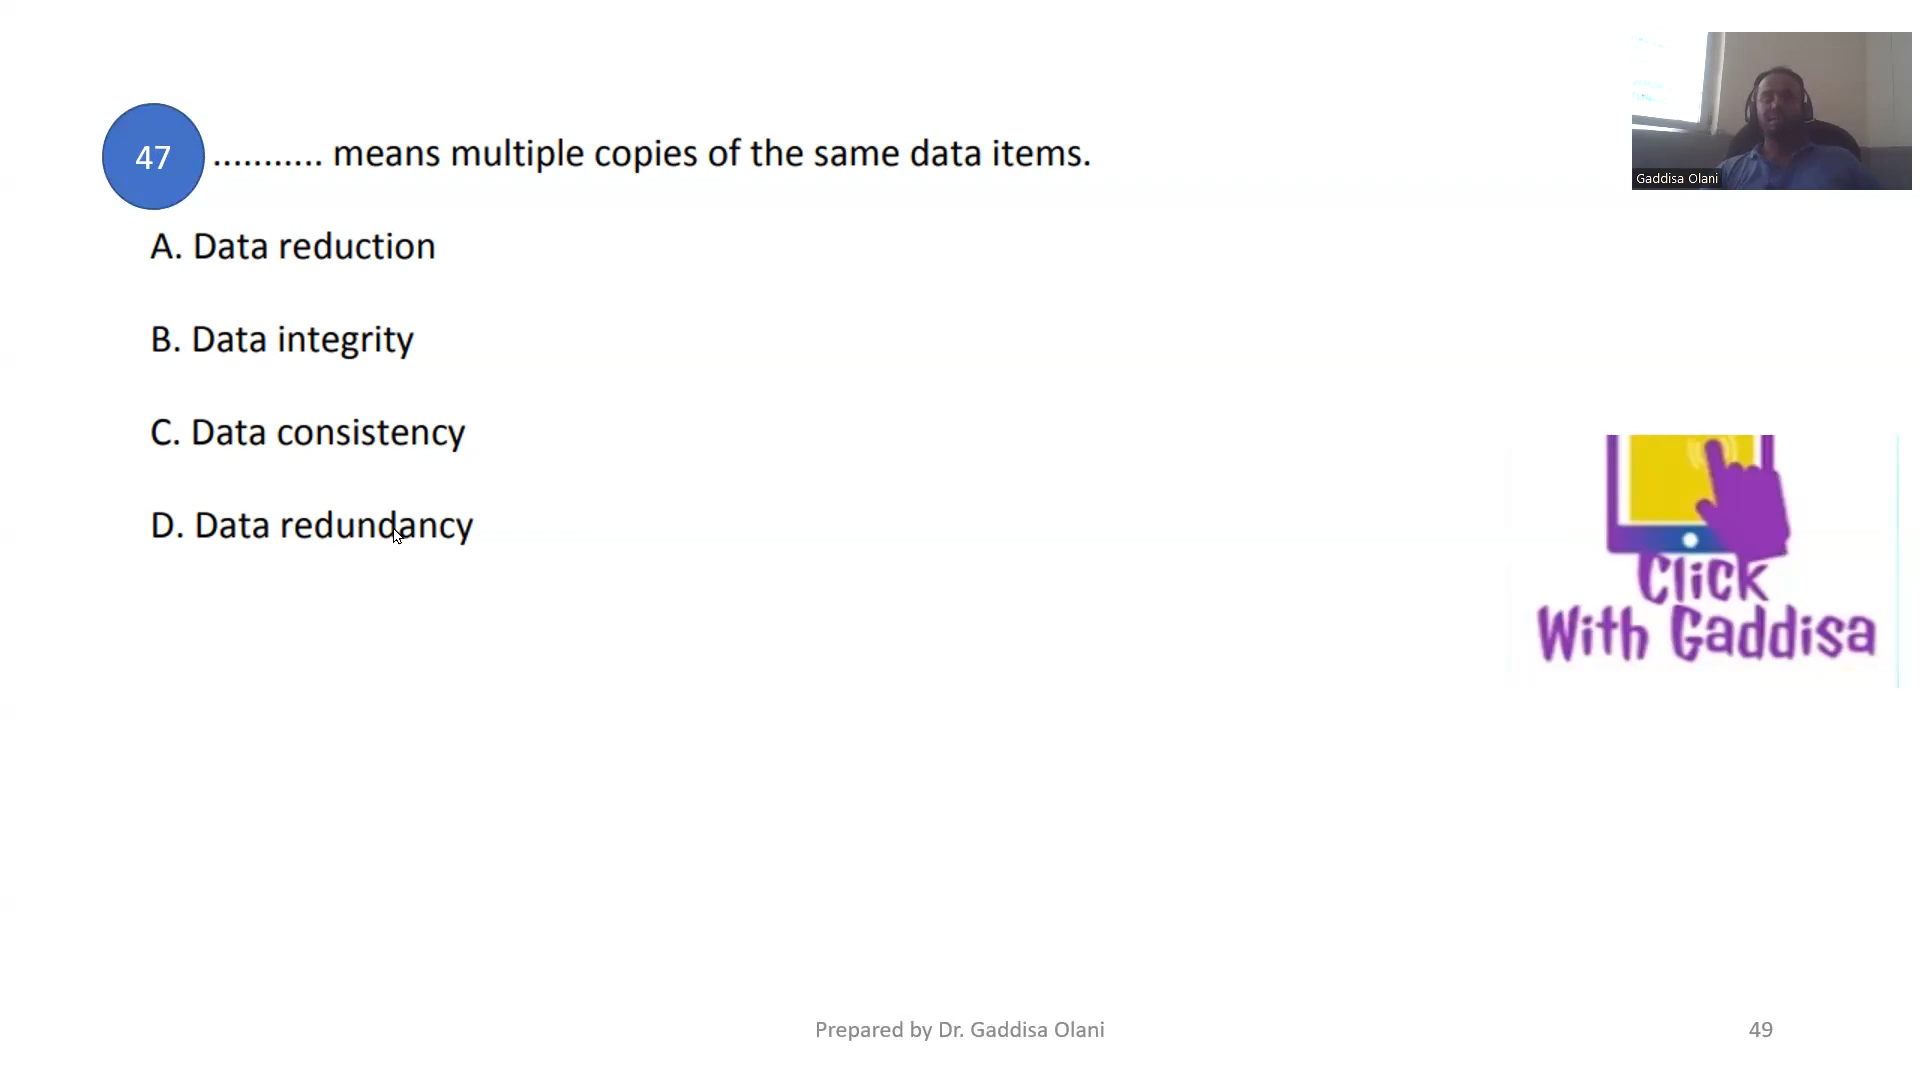 47 ........... means multiple copies of the same data items.
Gaddisa Olani
A. Data reduction
B. Data integrity
C. Data consistency
D. Data redundancy
Click
With Gaddisa
Prepared by Dr. Gaddisa Olani
49